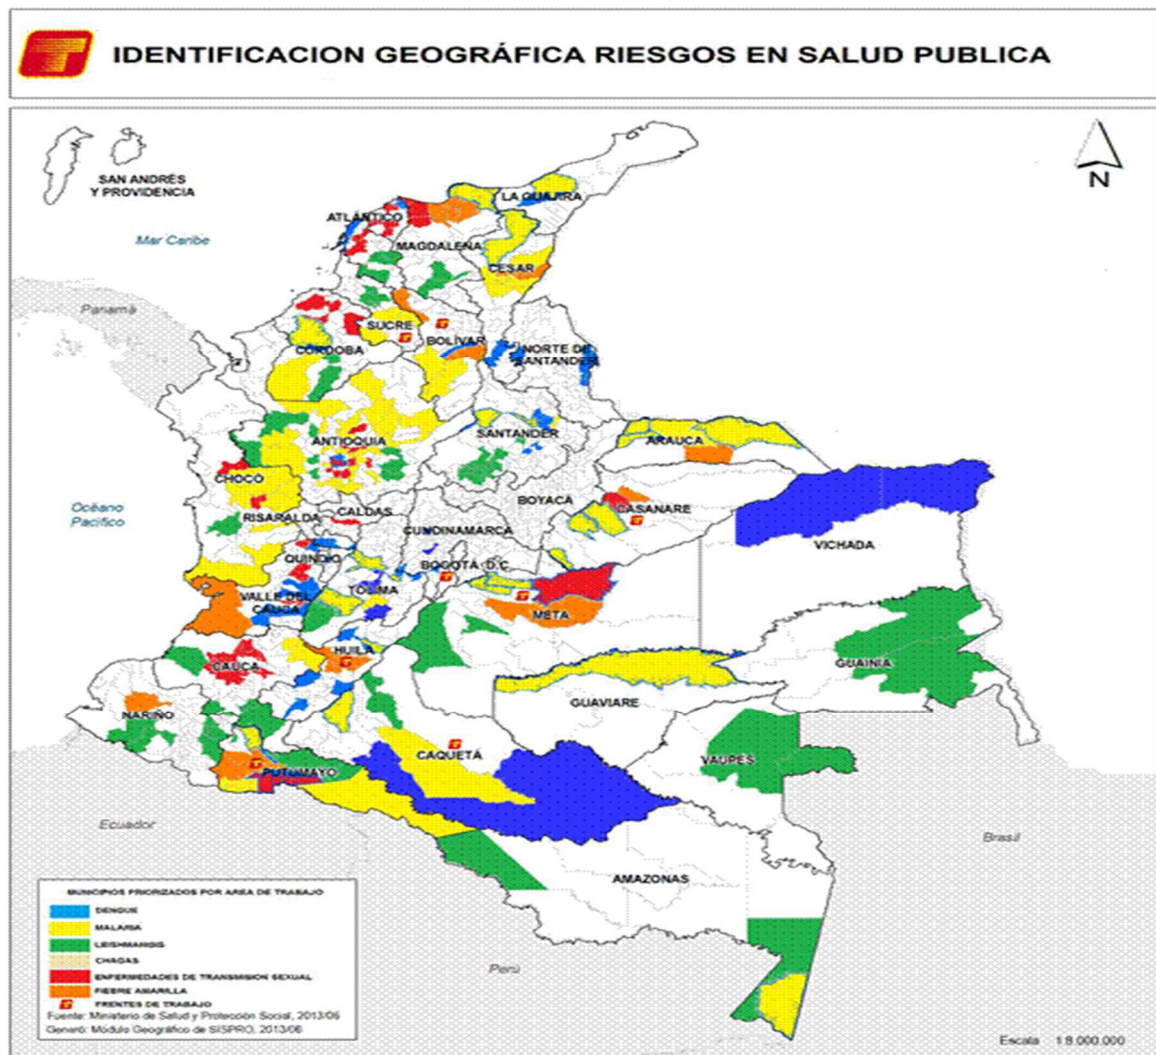 IDENTIFICACION GEOGRÁFICA RIESGOS EN SALUD PUBLICA
N
SAN ANDRÉS
Y PROVIDENCIA
LA GUAJIRA
ATLÁNTICO
Mar Caribe
MAGDALENA
CESAR
Panamá
SUCRE
BOLÍVAR
CÓRDOBA
NORTE DE
SANTANDER
ANTIOQUIA
SANTANDER
ARAUCA
CHOCO
Océano
Pacífico
RISARALDA
CALDAS
BOYACA
CASANARE
CUNDINAMARCA
VICHADA
QUINDIO
BOGOTÁ D.C.
VALLE DEL
CAUCA
TOLIMA
META
HUILA
CAUCA
GUAINIA
GUAVIARE
NARIÑO
CAQUETÁ
VAUPES
PUTUMAYO
Ecuador
Brasil
AMAZONAS
Perú
MUNICIPIOS PRIORIZADOS POR AREA DE TRABAJO
DENGUE
MALARIA
LEISHMANSIS
CHAGAS
ENFERMEDADES DE TRANSMISION SEXUAL
FIEBRE AMARILLA
FRENTES DE TRABAJO
Fuente: Ministerio de Salud y Protección Social, 2013/06
Generó: Módulo Geográfico de SISPRO, 2013/06
Escala 1:8.000.000